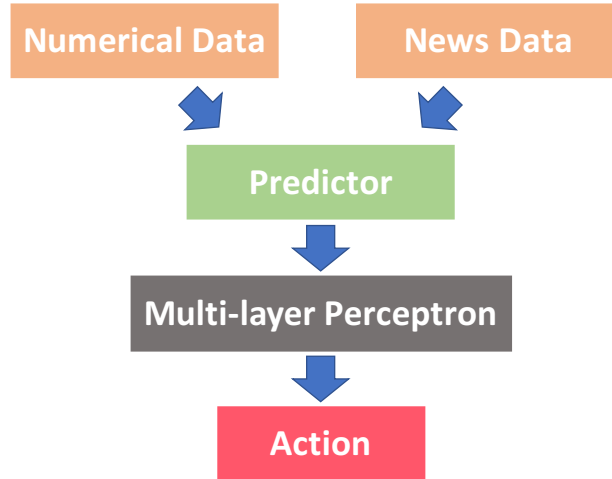 Numerical Data
News Data
Predictor
Multi-layer Perceptron
Action